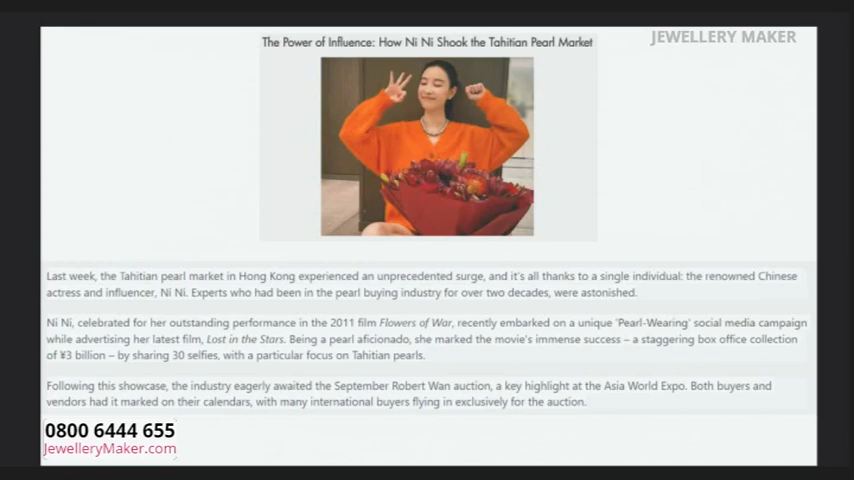 The Power of Influence: How Ni Ni Shook the Tahitian Pearl Market
JEWELLERY MAKER
Last week, the Tahitian pearl market in Hong Kong experienced an unprecedented surge, and it's all thanks to a single individual: the renowned Chinese
actress and influencer, Ni Ni. Experts who had been in the pearl buying industry for over two decades, were astonished.
Ni Ni, celebrated for her outstanding performance in the 2011 film Flowers of War, recently embarked on a unique 'Pearl-Wearing' social media campaign
while advertising her latest film, Lost in the Stars. Being a pearl aficionado, she marked the movie's immense success – a staggering box office collection
of ¥3 billion – by sharing 30 selfies, with a particular focus on Tahitian pearls.
Following this showcase, the industry eagerly awaited the September Robert Wan auction, a key highlight at the Asia World Expo. Both buyers and
vendors had it marked on their calendars, with many international buyers flying in exclusively for the auction.
0800 6444 655
JewelleryMaker.com